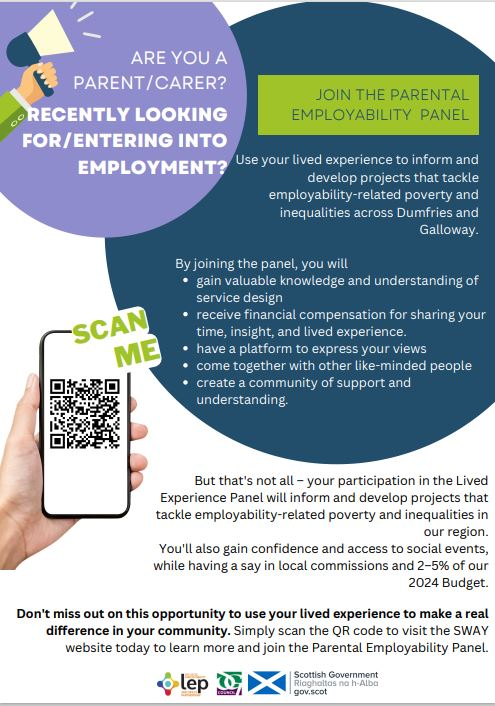 ARE YOU A
PARENT/CARER?
RECENTLY LOOKING
FOR/ENTERING INTO
EMPLOYMENT?
JOIN THE PARENTAL
EMPLOYABILITY PANEL
Use your lived experience to inform and
develop projects that tackle
employability-related poverty and
inequalities across Dumfries and
Galloway.
By joining the panel, you will
• gain valuable knowledge and understanding of
service design
• receive financial compensation for sharing your
time, insight, and lived experience.
• have a platform to express your views
• come together with other like-minded people
• create a community of support and
understanding.
SCAN
ME
But that's not all – your participation in the Lived
Experience Panel will inform and develop projects that
tackle employability-related poverty and inequalities in
our region.
You'll also gain confidence and access to social events,
while having a say in local commissions and 2–5% of our
2024 Budget.
Don't miss out on this opportunity to use your lived experience to make a real
difference in your community. Simply scan the QR code to visit the SWAY
website today to learn more and join the Parental Employability Panel.
lep
COUNCIL
Scottish Government
Riaghaltas na h-Alba
gov.scot